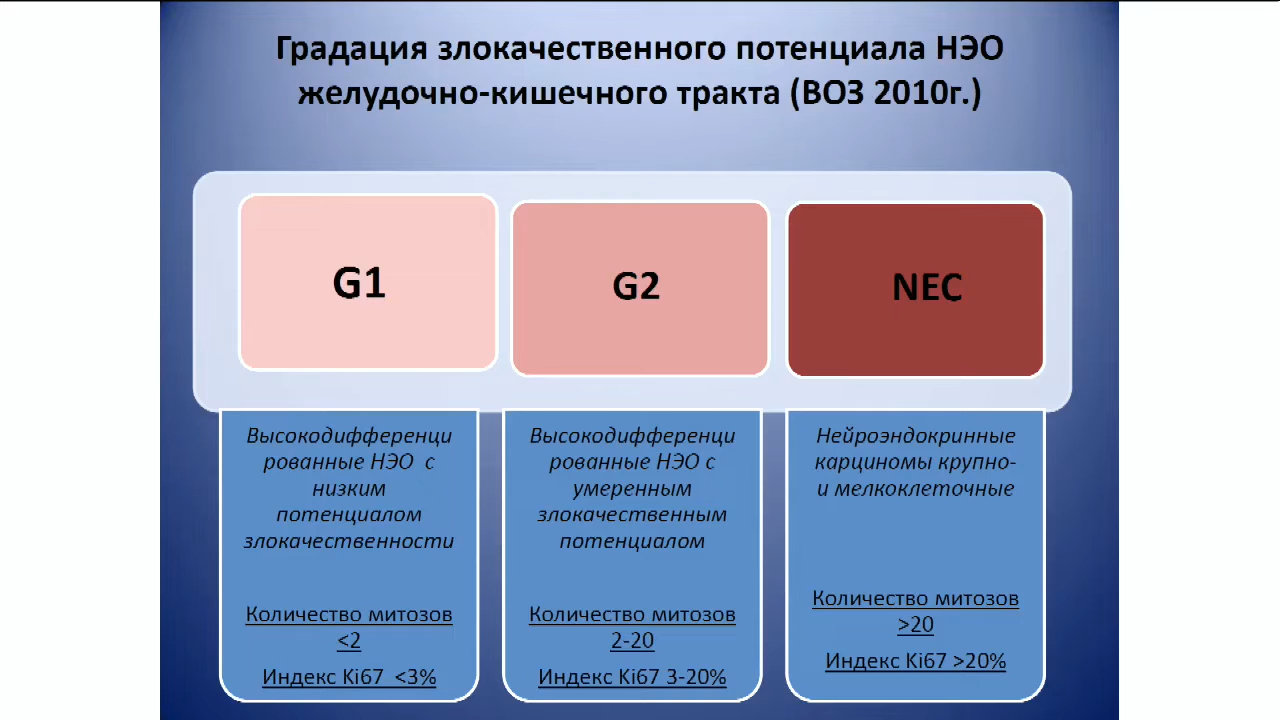 Градация злокачественного потенциала НЭО
желудочно-кишечного тракта (ВОЗ 2010г.)
G1
G2
NEC
Высокодифференци
рованные НЭО с
низким
потенциалом
злокачественности
Количество митозов
<2
Индекс Ki67 <3%
Высокодифференци
рованные НЭО с
умеренным
злокачественным
потенциалом
Количество митозов
2-20
Индекс Ki67 3-20%
Нейроэндокринные
карциномы крупно-
и мелкоклеточные
Количество митозов
>20
Индекс Ki67 >20%